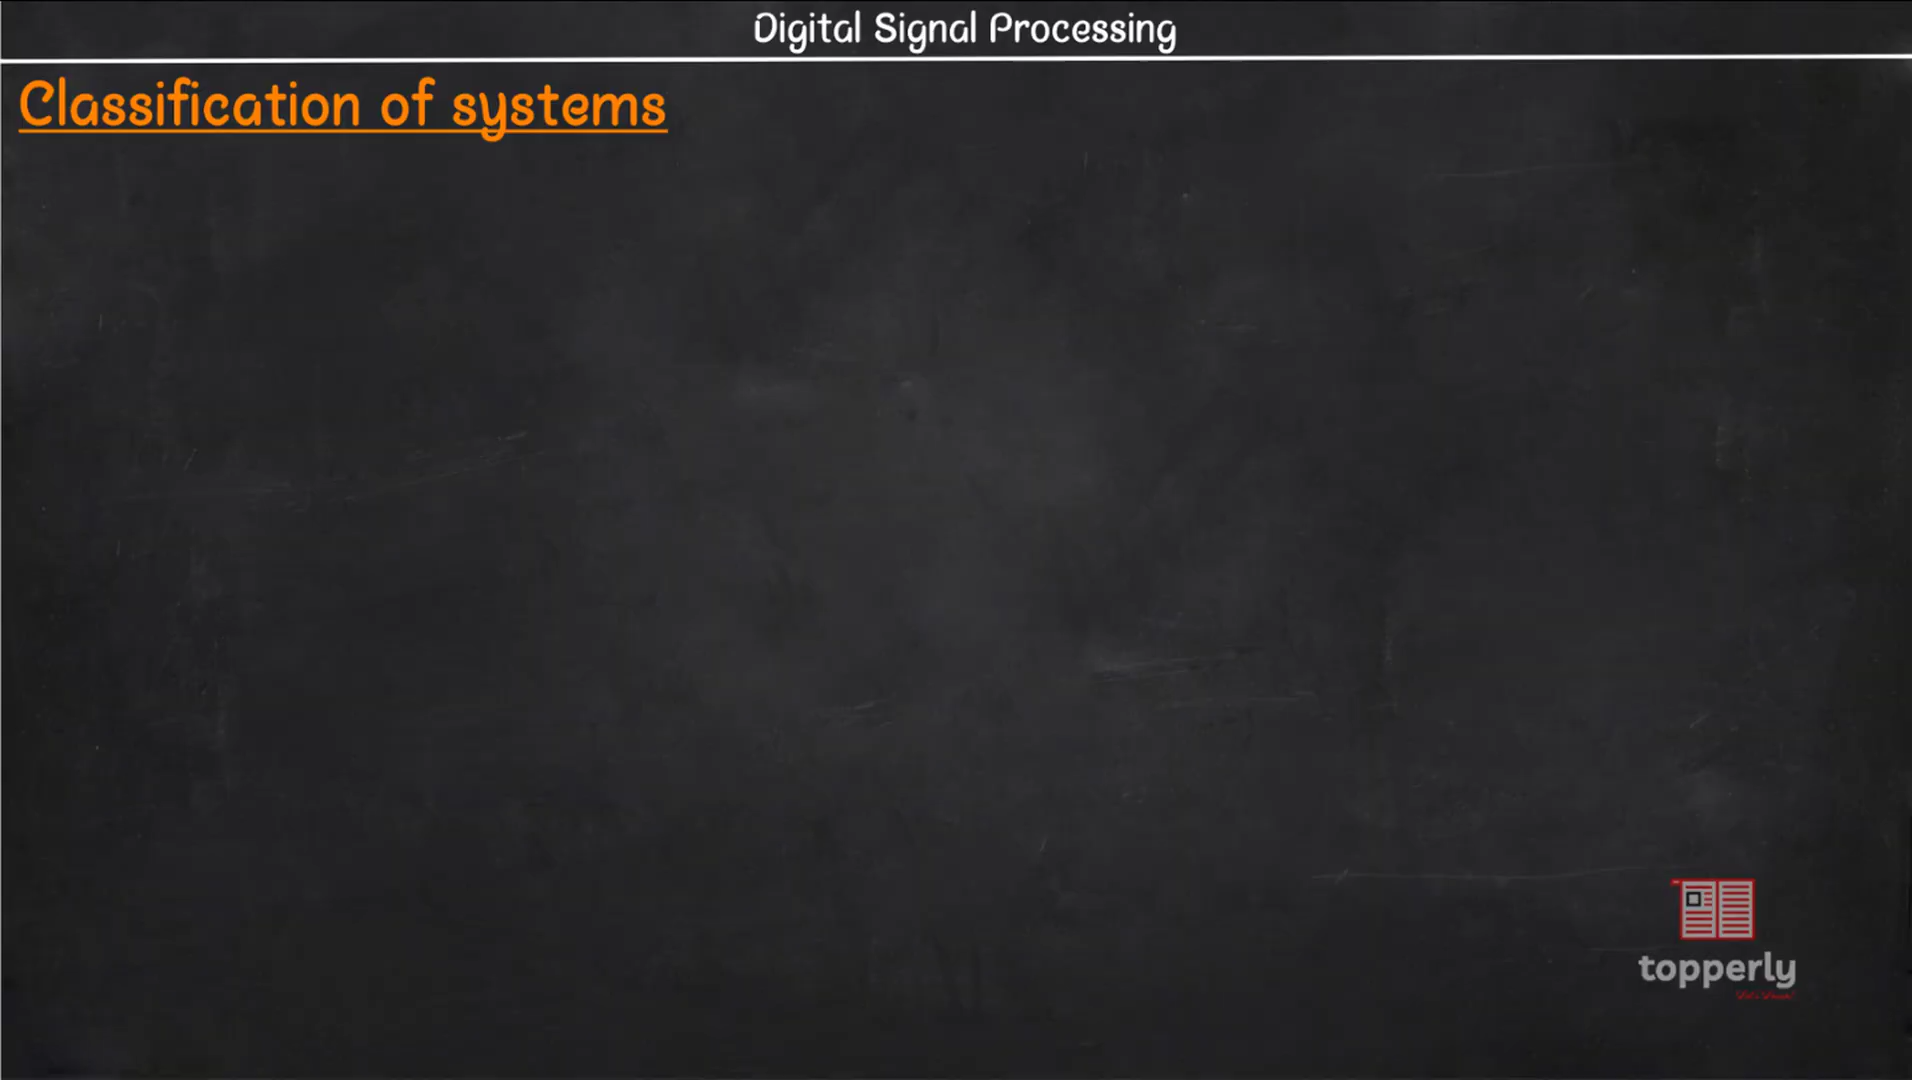 Digital Signal Processing
Classification of systems
topperly